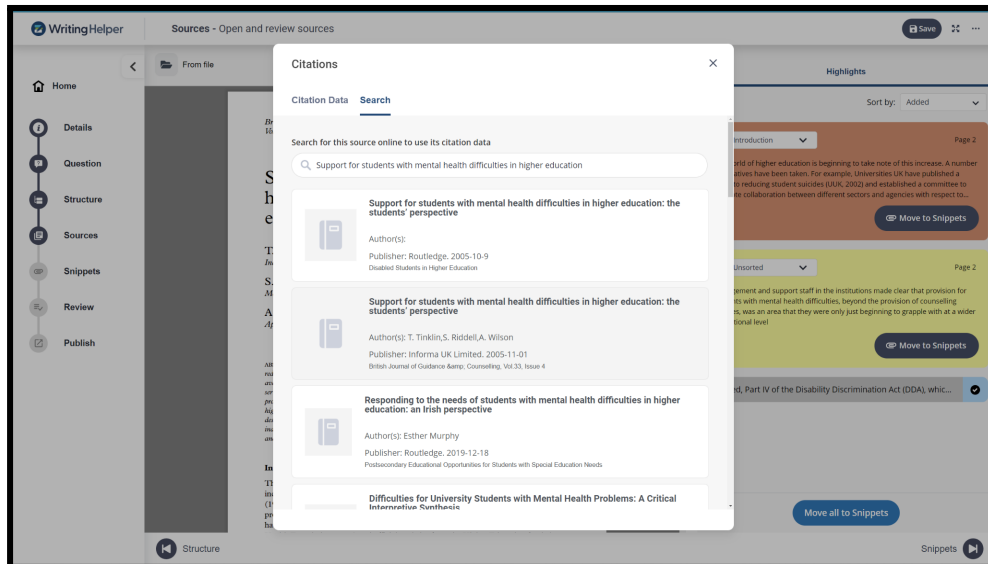 WritingHelper
Sources - Open and review sources
Save
Home
Details
Question
Structure
Sources
Snippets
Review
Publish
From file
Citations
Citation Data
Search
Search for this source online to use its citation data
Support for students with mental health difficulties in higher education
Support for students with mental health difficulties in higher education: the
students' perspective
Author(s):
Publisher: Routledge. 2005-10-9
Disabled Students in Higher Education
Support for students with mental health difficulties in higher education: the
students' perspective
Author(s): T. Tinklin,S. Riddell,A. Wilson
Publisher: Informa UK Limited. 2005-11-01
British Journal of Guidance &amp; Counselling, Vol:33, Issue 4
Responding to the needs of students with mental health difficulties in higher
education: an Irish perspective
Author(s): Esther Murphy
Publisher: Routledge. 2019-12-18
Postsecondary Educational Opportunities for Students with Special Education Needs
Difficulties for University Students with Mental Health Problems: A Critical
Interpretive Synthesis
Highlights
Sort by:
Added
Introduction
Page 2
of higher education is beginning to take note of this increase. A number
have been taken. For example, Universities UK have published a
to reducing student suicides (UUK, 2002) and established a committee to
collaboration between different sectors and agencies with respect to...
Move to Snippets
Unsorted
Page 2
and support staff in the institutions made clear that provision for
with mental health difficulties, beyond the provision of counselling
was an area that they were only just beginning to grapple with at a wider
level
Move to Snippets
Part IV of the Disability Discrimination Act (DDA), whic...
Move all to Snippets
Structure
Snippets